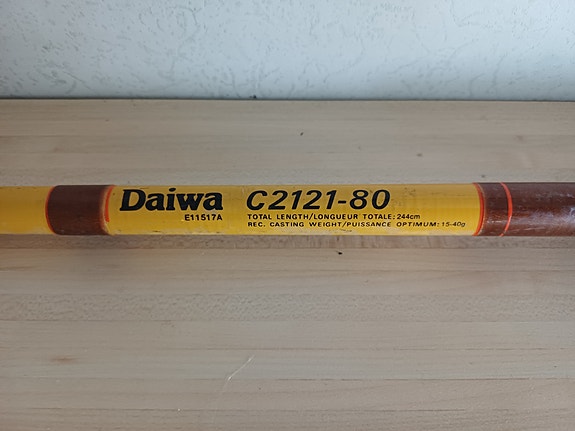 Daiwa C2121-80
E11517A
TOTAL LENGTH/LONGUEUR TOTALE: 244cm
REC. CASTING WEIGHT/PUISSANCE OPTIMUM: 15-40g